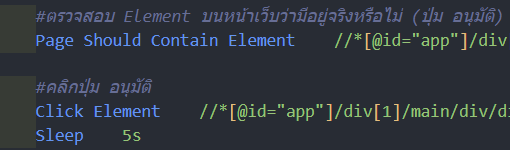 #ตรวจสอบ Element บนหน้าเว็บว่ามีอยู่จริงหรือไม่ (ปุ่ม อนุมัติ)
Page Should Contain Element    //*[@id="app"]/div
#คลิกปุ่ม อนุมัติ
Click Element    //*[@id="app"]/div[1]/main/div/di
Sleep    5s